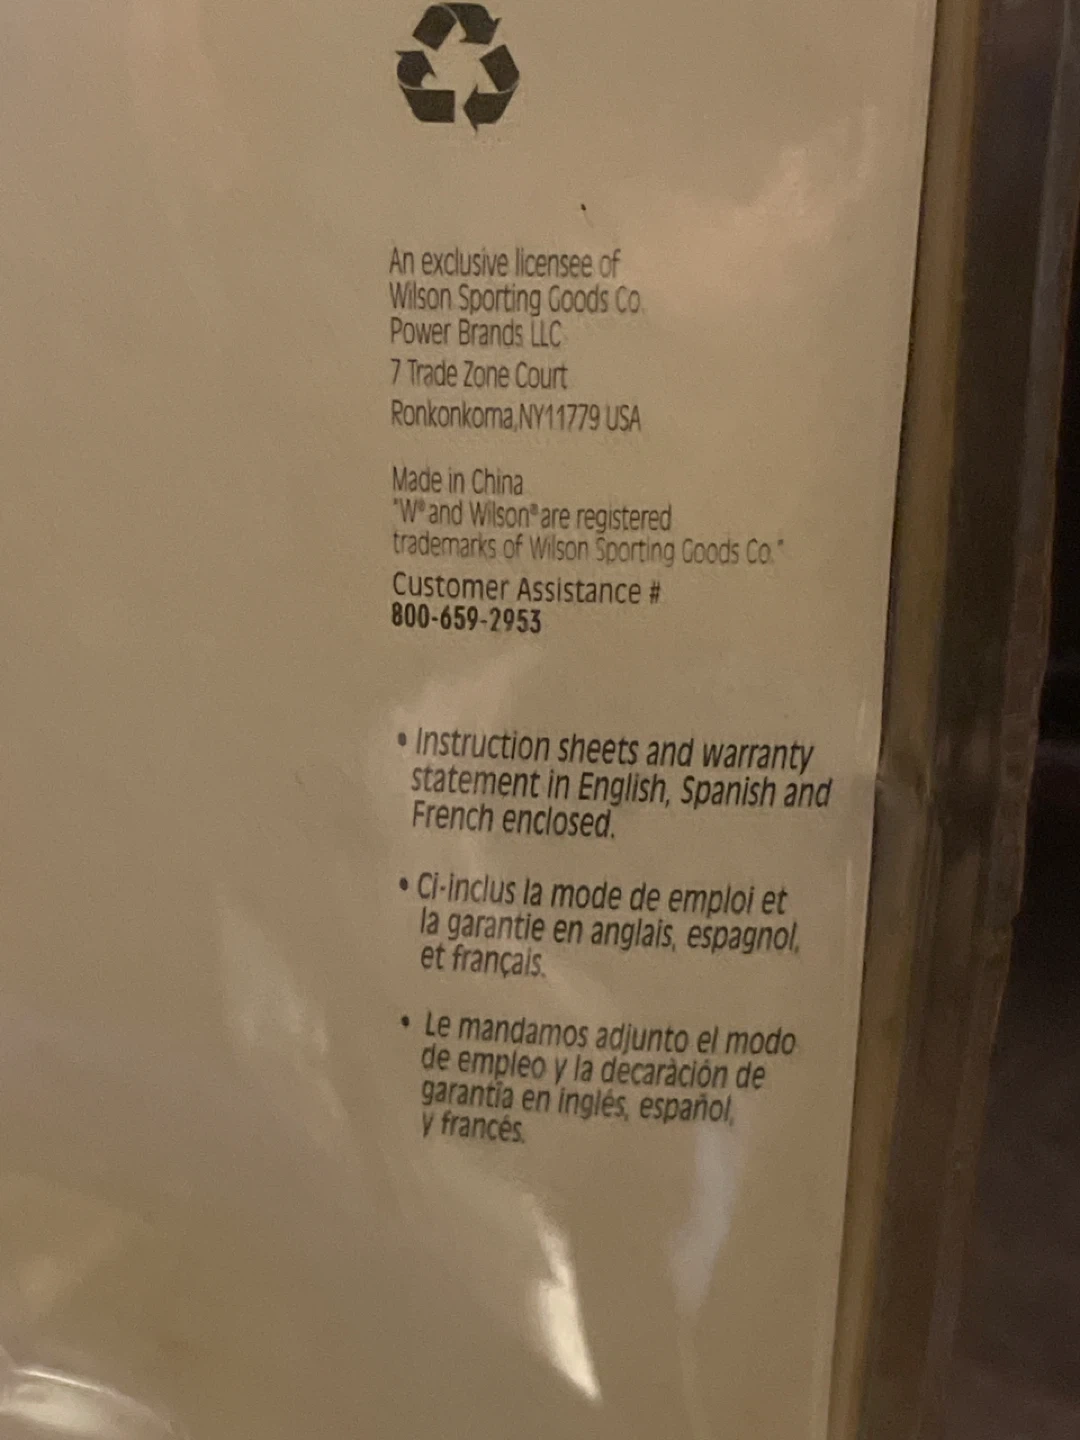 An exclusive licensee of
Wilson Sporting Goods Co.
Power Brands LLC
7 Trade Zone Court
Ronkonkoma,NY11779 USA
Made in China
"W® and Wilson® are registered
trademarks of Wilson Sporting Goods Co."
Customer Assistance #
800-659-2953
• Instruction sheets and warranty
statement in English, Spanish and
French enclosed.
• Ci-inclus la mode de emploi et
la garantie en anglais, espagnol,
et français.
• Le mandamos adjunto el modo
de empleo y la decaràción de
garantía en inglés, español,
y francés.